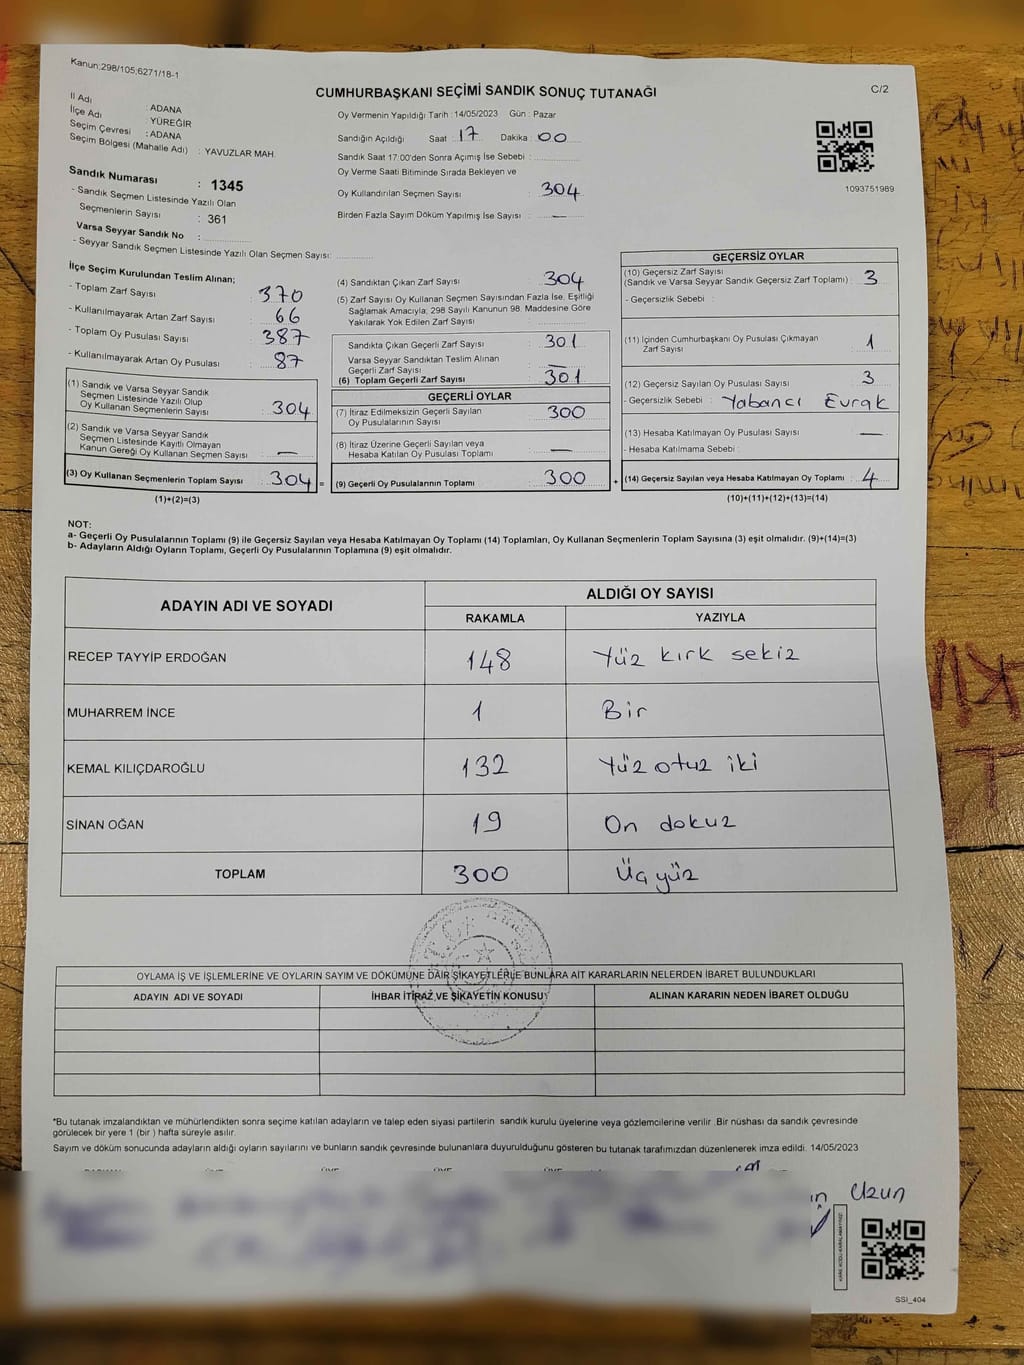 Kanun;298/105;6271/18-1
CUMHURBAŞKANI SEÇİMİ SANDIK SONUÇ TUTANAĞI
C/2
İl Adı : ADANA
İlçe Adı : YÜREĞİR
Seçim Çevresi : ADANA
Seçim Bölgesi (Mahalle Adı) : YAVUZLAR MAH.
Sandık Numarası : 1345
- Sandık Seçmen Listesinde Yazılı Olan
Seçmenlerin Sayısı : 361
Varsa Seyyar Sandık No :
- Seyyar Sandık Seçmen Listesinde Yazılı Olan Seçmen Sayısı:
Oy Vermenin Yapıldığı Tarih : 14/05/2023 Gün : Pazar
Sandığın Açıldığı Saat 17 Dakika 00
Sandık Saat 17:00'den Sonra Açımış İse Sebebi :
Oy Verme Saati Bitiminde Sırada Bekleyen ve
Oy Kullandırılan Seçmen Sayısı : 304
Birden Fazla Sayım Döküm Yapılmış İse Sayısı : —
1093751989
İlçe Seçim Kurulundan Teslim Alınan;
- Toplam Zarf Sayısı : 370
- Kullanılmayarak Artan Zarf Sayısı : 66
- Toplam Oy Pusulası Sayısı : 387
- Kullanılmayarak Artan Oy Pusulası : 87
(1) Sandık ve Varsa Seyyar Sandık
Seçmen Listesinde Yazılı Olup
Oy Kullanan Seçmenlerin Sayısı : 304
(2) Sandık ve Varsa Seyyar Sandık
Seçmen Listesinde Kayıtlı Olmayan
Kanun Gereği Oy Kullanan Seçmen Sayısı : —
(3) Oy Kullanan Seçmenlerin Toplam Sayısı : 304 =
(1)+(2)=(3)
(4) Sandıktan Çıkan Zarf Sayısı : 304
(5) Zarf Sayısı Oy Kullanan Seçmen Sayısından Fazla İse, Eşitliği
Sağlamak Amacıyla; 298 Sayılı Kanunun 98. Maddesine Göre
Yakılarak Yok Edilen Zarf Sayısı :
Sandıkta Çıkan Geçerli Zarf Sayısı : 301
Varsa Seyyar Sandıktan Teslim Alınan
Geçerli Zarf Sayısı : —
(6) Toplam Geçerli Zarf Sayısı : 301
GEÇERLİ OYLAR
(7) İtiraz Edilmeksizin Geçerli Sayılan
Oy Pusulalarının Sayısı : 300
(8) İtiraz Üzerine Geçerli Sayılan veya
Hesaba Katılan Oy Pusulası Toplamı : —
(9) Geçerli Oy Pusulalarının Toplamı : 300 +
GEÇERSİZ OYLAR
(10) Geçersiz Zarf Sayısı
(Sandık ve Varsa Seyyar Sandık Geçersiz Zarf Toplamı) : 3
- Geçersizlik Sebebi :
(11) İçinden Cumhurbaşkanı Oy Pusulası Çıkmayan
Zarf Sayısı : 1
(12) Geçersiz Sayılan Oy Pusulası Sayısı : 3
- Geçersizlik Sebebi : Yabancı Evrak
(13) Hesaba Katılmayan Oy Pusulası Sayısı : —
- Hesaba Katılmama Sebebi :
(14) Geçersiz Sayılan veya Hesaba Katılmayan Oy Toplamı : 4
(10)+(11)+(12)+(13)=(14)
NOT:
a- Geçerli Oy Pusulalarının Toplamı (9) ile Geçersiz Sayılan veya Hesaba Katılmayan Oy Toplamı (14) Toplamları, Oy Kullanan Seçmenlerin Toplam Sayısına (3) eşit olmalıdır. (9)+(14)=(3)
b- Adayların Aldığı Oyların Toplamı, Geçerli Oy Pusulalarının Toplamına (9) eşit olmalıdır.
ADAYIN ADI VE SOYADI
ALDIĞI OY SAYISI
RAKAMLA YAZIYLA
RECEP TAYYİP ERDOĞAN 148 Yüz kırk sekiz
MUHARREM İNCE 1 Bir
KEMAL KILIÇDAROĞLU 132 Yüz otuz iki
SİNAN OĞAN 19 On dokuz
TOPLAM 300 Üçyüz
OYLAMA İŞ VE İŞLEMLERİNE VE OYLARIN SAYIM VE DÖKÜMÜNE DAİR ŞİKAYETLERLE BUNLARA AİT KARARLARIN NELERDEN İBARET BULUNDUKLARI
ADAYIN ADI VE SOYADI İHBAR İTİRAZ VE ŞİKAYETİN KONUSU ALINAN KARARIN NEDEN İBARET OLDUĞU
*Bu tutanak imzalandıktan ve mühürlendikten sonra seçime katılan adayların ve talep eden siyasi partilerin sandık kurulu üyelerine veya gözlemcilerine verilir. Bir nüshası da sandık çevresinde
görülecek bir yere 1 (bir) hafta süreyle asılır.
Sayım ve döküm sonucunda adayların aldığı oyların sayılarını ve bunların sandık çevresinde bulunanlara duyurulduğunu gösteren bu tutanak tarafımızdan düzenlenerek imza edildi. 14/05/2023
Uzun
SSİ_404